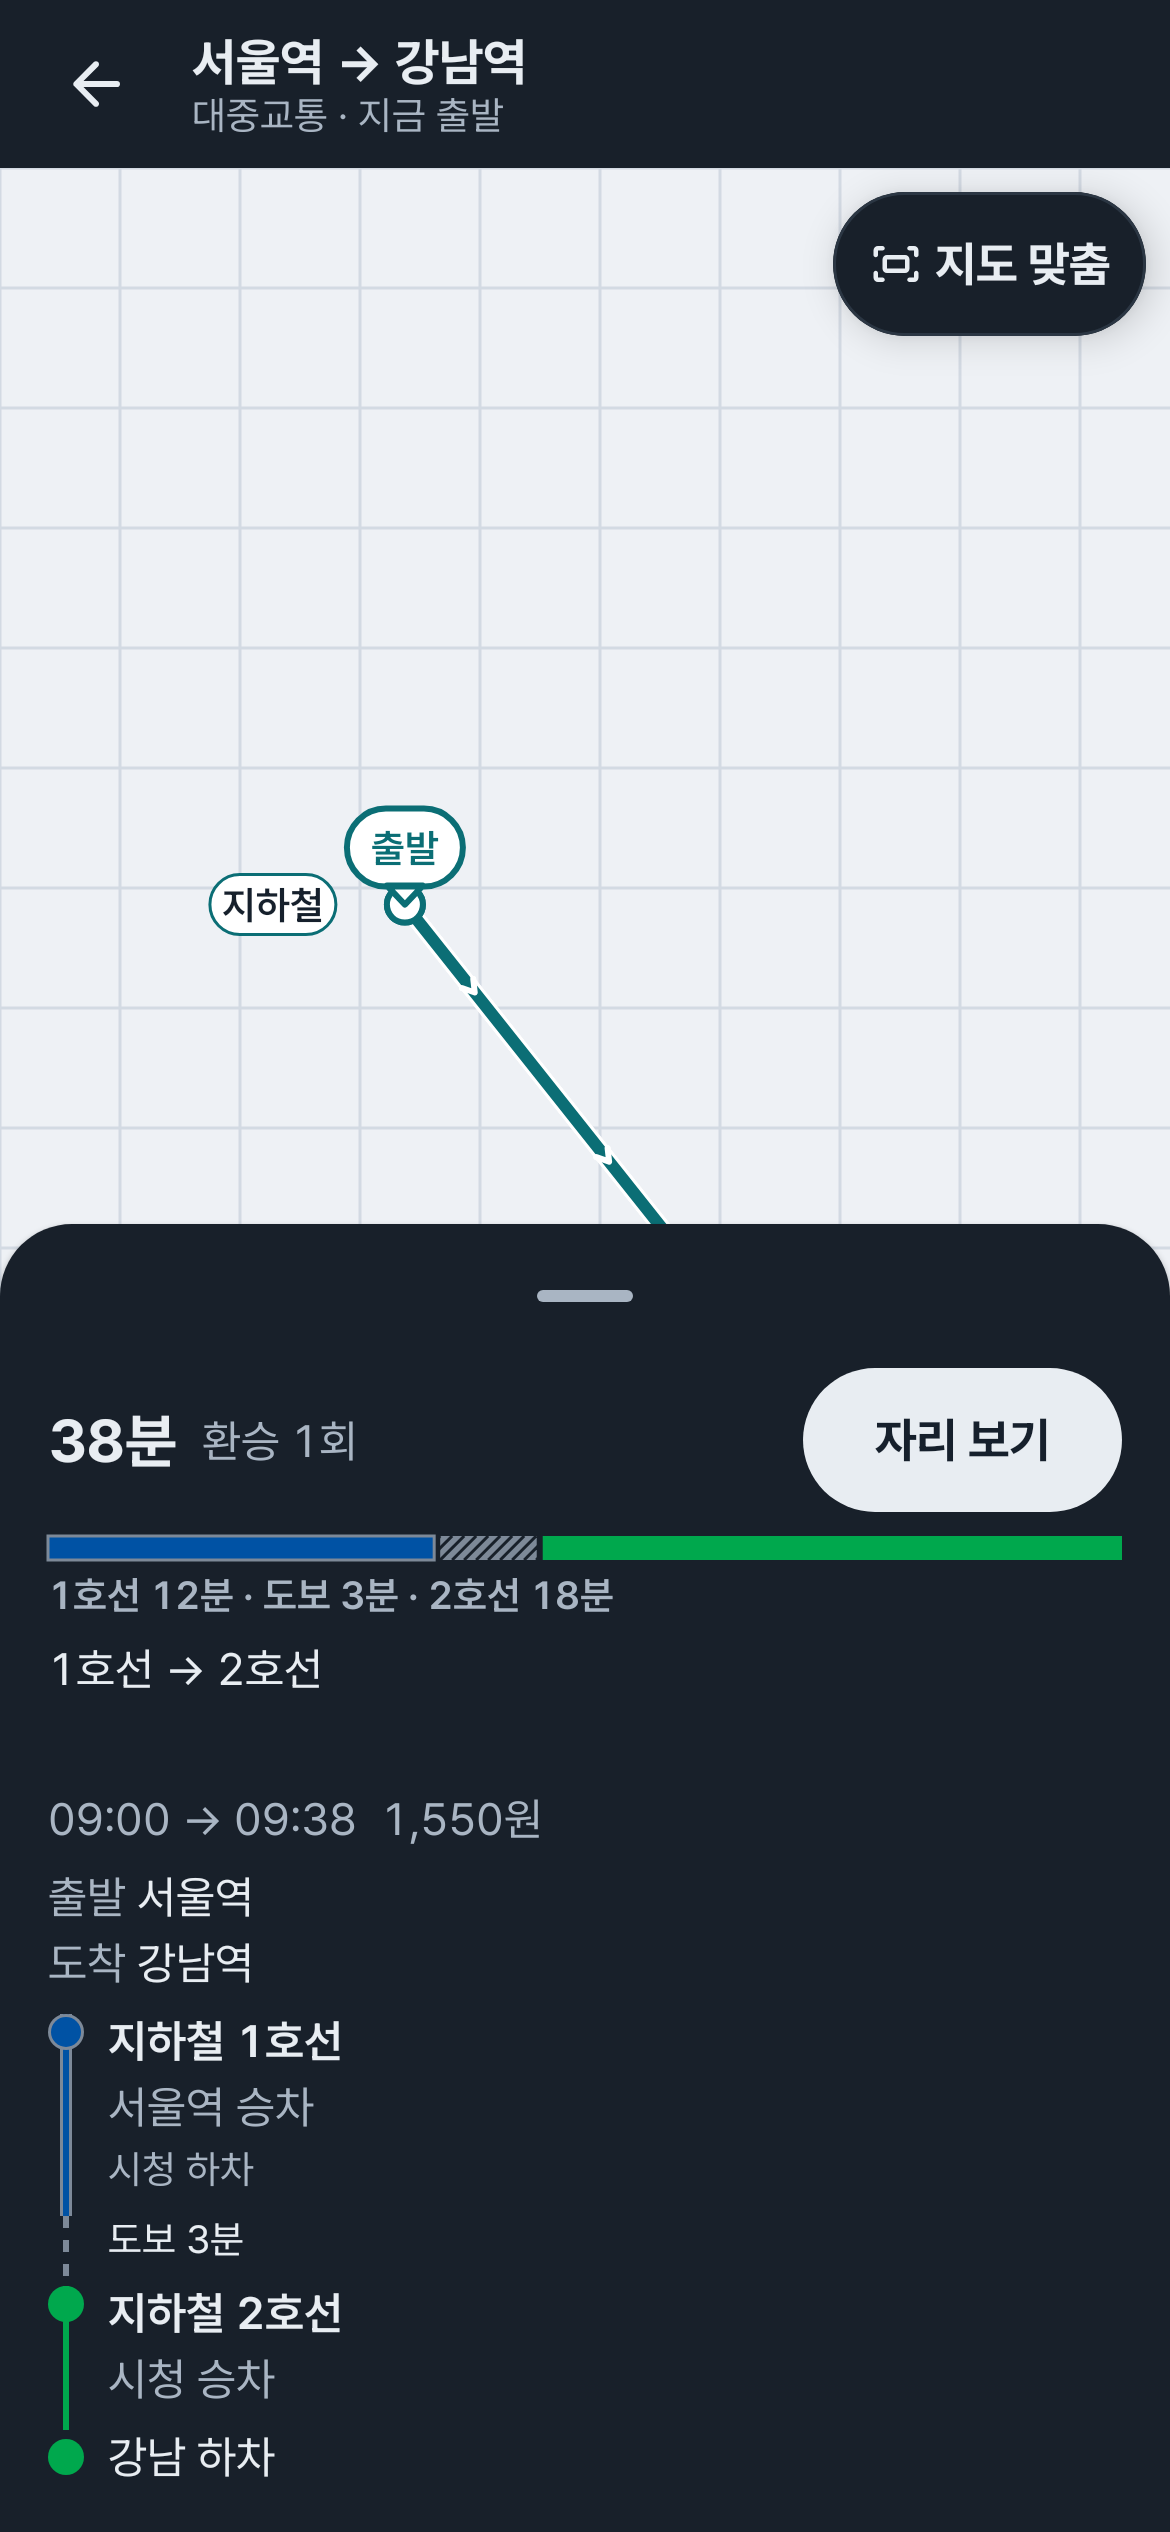 서울역 → 강남역
대중교통 · 지금 출발
지도 맞춤
출발
지하철
38분 환승 1회
자리 보기
1호선 12분 · 도보 3분 · 2호선 18분
1호선 → 2호선
09:00 → 09:38 1,550원
출발 서울역
도착 강남역
지하철 1호선
서울역 승차
시청 하차
도보 3분
지하철 2호선
시청 승차
강남 하차